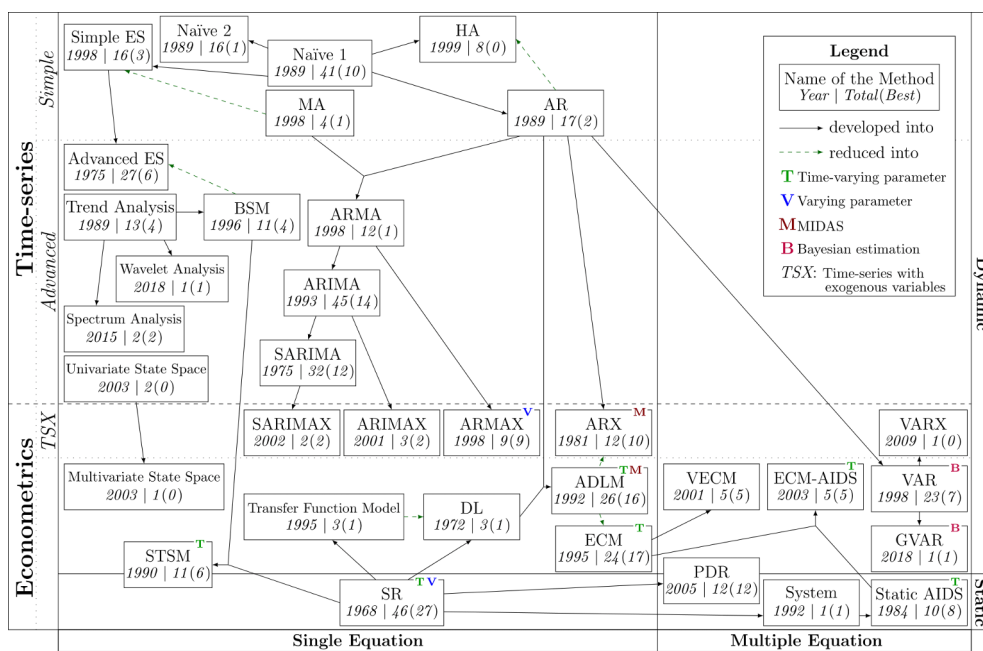 Simple ES
1998 | 16(3)
Naïve 2
1989 | 16(1)
Naïve 1
1989 | 41(10)
HA
1999 | 8(0)
MA
1998 | 4(1)
AR
1989 | 17(2)
Simple
Legend
Name of the Method
Year | Total(Best)
developed into
reduced into
T Time-varying parameter
V Varying parameter
M MIDAS
B Bayesian estimation
TSX: Time-series with
exogenous variables
Time-series
Advanced
Advanced ES
1975 | 27(6)
Trend Analysis
1989 | 13(4)
BSM
1996 | 11(4)
Wavelet Analysis
2018 | 1(1)
Spectrum Analysis
2015 | 2(2)
Univariate State Space
2003 | 2(0)
ARMA
1998 | 12(1)
ARIMA
1993 | 45(14)
SARIMA
1975 | 32(12)
Dynamic
TSX
SARIMAX
2002 | 2(2)
ARIMAX
2001 | 3(2)
V
ARMAX
1998 | 9(9)
M
ARX
1981 | 12(10)
VARX
2009 | 1(0)
Econometrics
Multivariate State Space
2003 | 1(0)
Transfer Function Model
1995 | 3(1)
DL
1972 | 3(1)
TM
ADLM
1992 | 26(16)
T
ECM
1995 | 24(17)
VECM
2001 | 5(5)
T
ECM-AIDS
2003 | 5(5)
B
VAR
1998 | 23(7)
B
GVAR
2018 | 1(1)
T
STSM
1990 | 11(6)
T V
SR
1968 | 46(27)
PDR
2005 | 12(12)
System
1992 | 1(1)
T
Static AIDS
1984 | 10(8)
Static
Single Equation
Multiple Equation